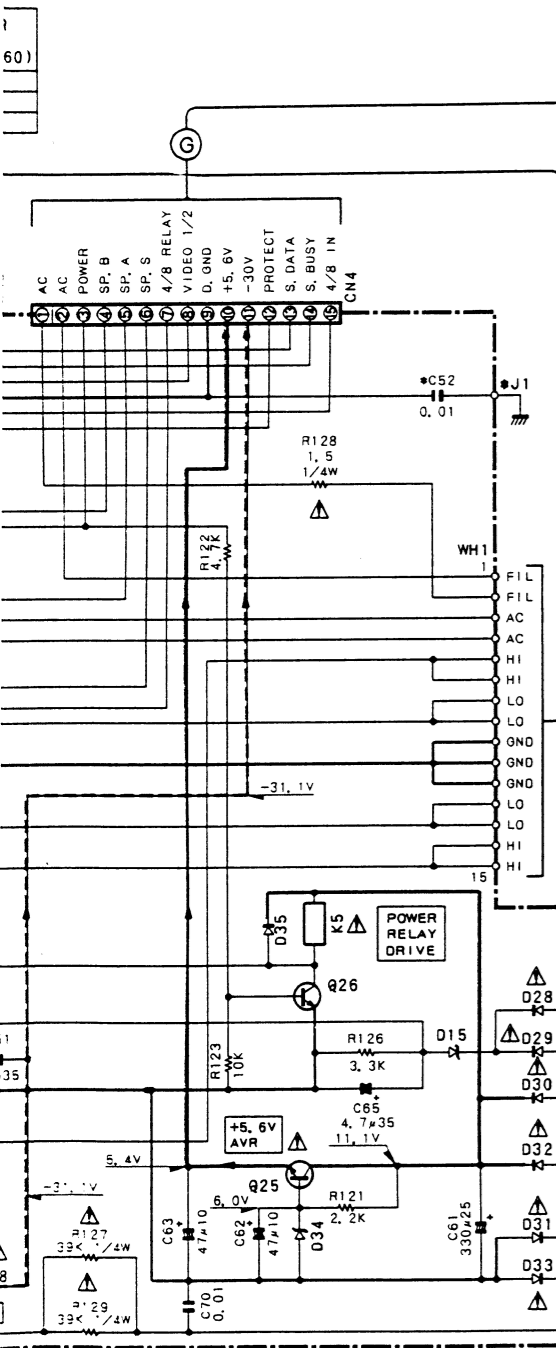 60)
G
AC
AC
POWER
SP. B
SP. A
SP. S
4/8 RELAY
VIDEO 1/2
D. GND
+5. 6V
-30V
PROTECT
S. DATA
S. BUSY
4/8 IN
CN4
1 2 3 4 5 6 7 8 9 10 11 12 13 14 15
*C52
0. 01
*J1
R128
1. 5
1/4W
R122
4. 7K
WH1
1
FIL
FIL
AC
AC
HI
HI
LO
LO
GND
GND
GND
LO
LO
HI
HI
15
-31. 1V
D35
K5
POWER
RELAY
DRIVE
Q26
D28
D29
D30
D32
D31
D33
R123
10K
R126
3. 3K
D15
C65
4. 7µ35
11. 1V
+5. 6V
AVR
5. 4V
Q25
6. 0V
R121
2. 2K
C63
47µ10
C62
47µ10
D34
C61
330µ25
-31. 1V
R127
39K 1/4W
R129
39K 1/4W
C70
0. 01